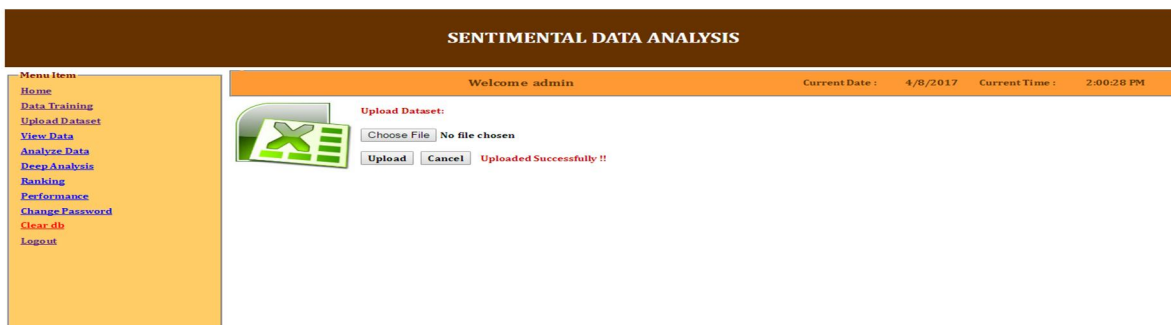 SENTIMENTAL DATA ANALYSIS
Menu Item
Home
Data Training
Upload Dataset
View Data
Analyze Data
Deep Analysis
Ranking
Performance
Change Password
Clear db
Logout
Welcome admin Current Date : 4/8/2017 Current Time : 2:00:28 PM
Upload Dataset:
Choose File No file chosen
Upload Cancel Uploaded Successfully !!